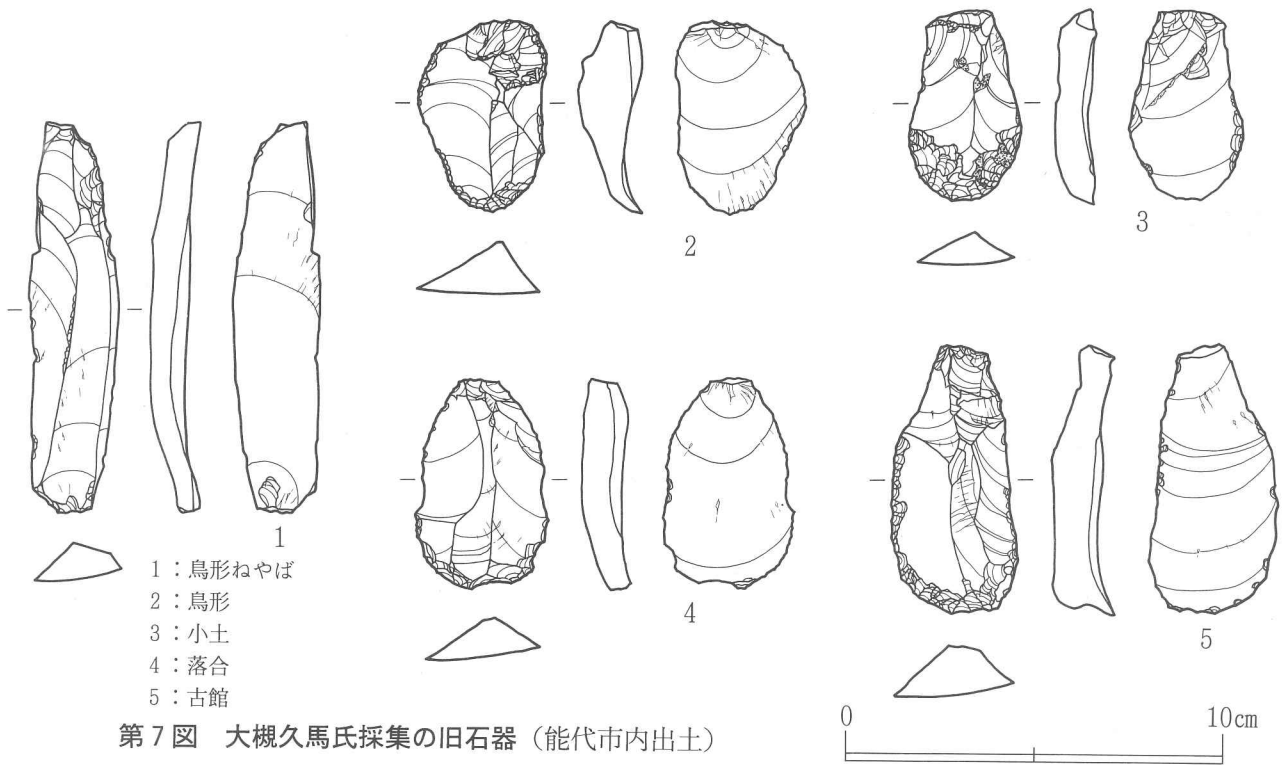 1
2
3
4
5
1：鳥形ねやば
2：鳥形
3：小土
4：落合
5：古館
0 10cm
第7図 大槻久馬氏採集の旧石器（能代市内出土）